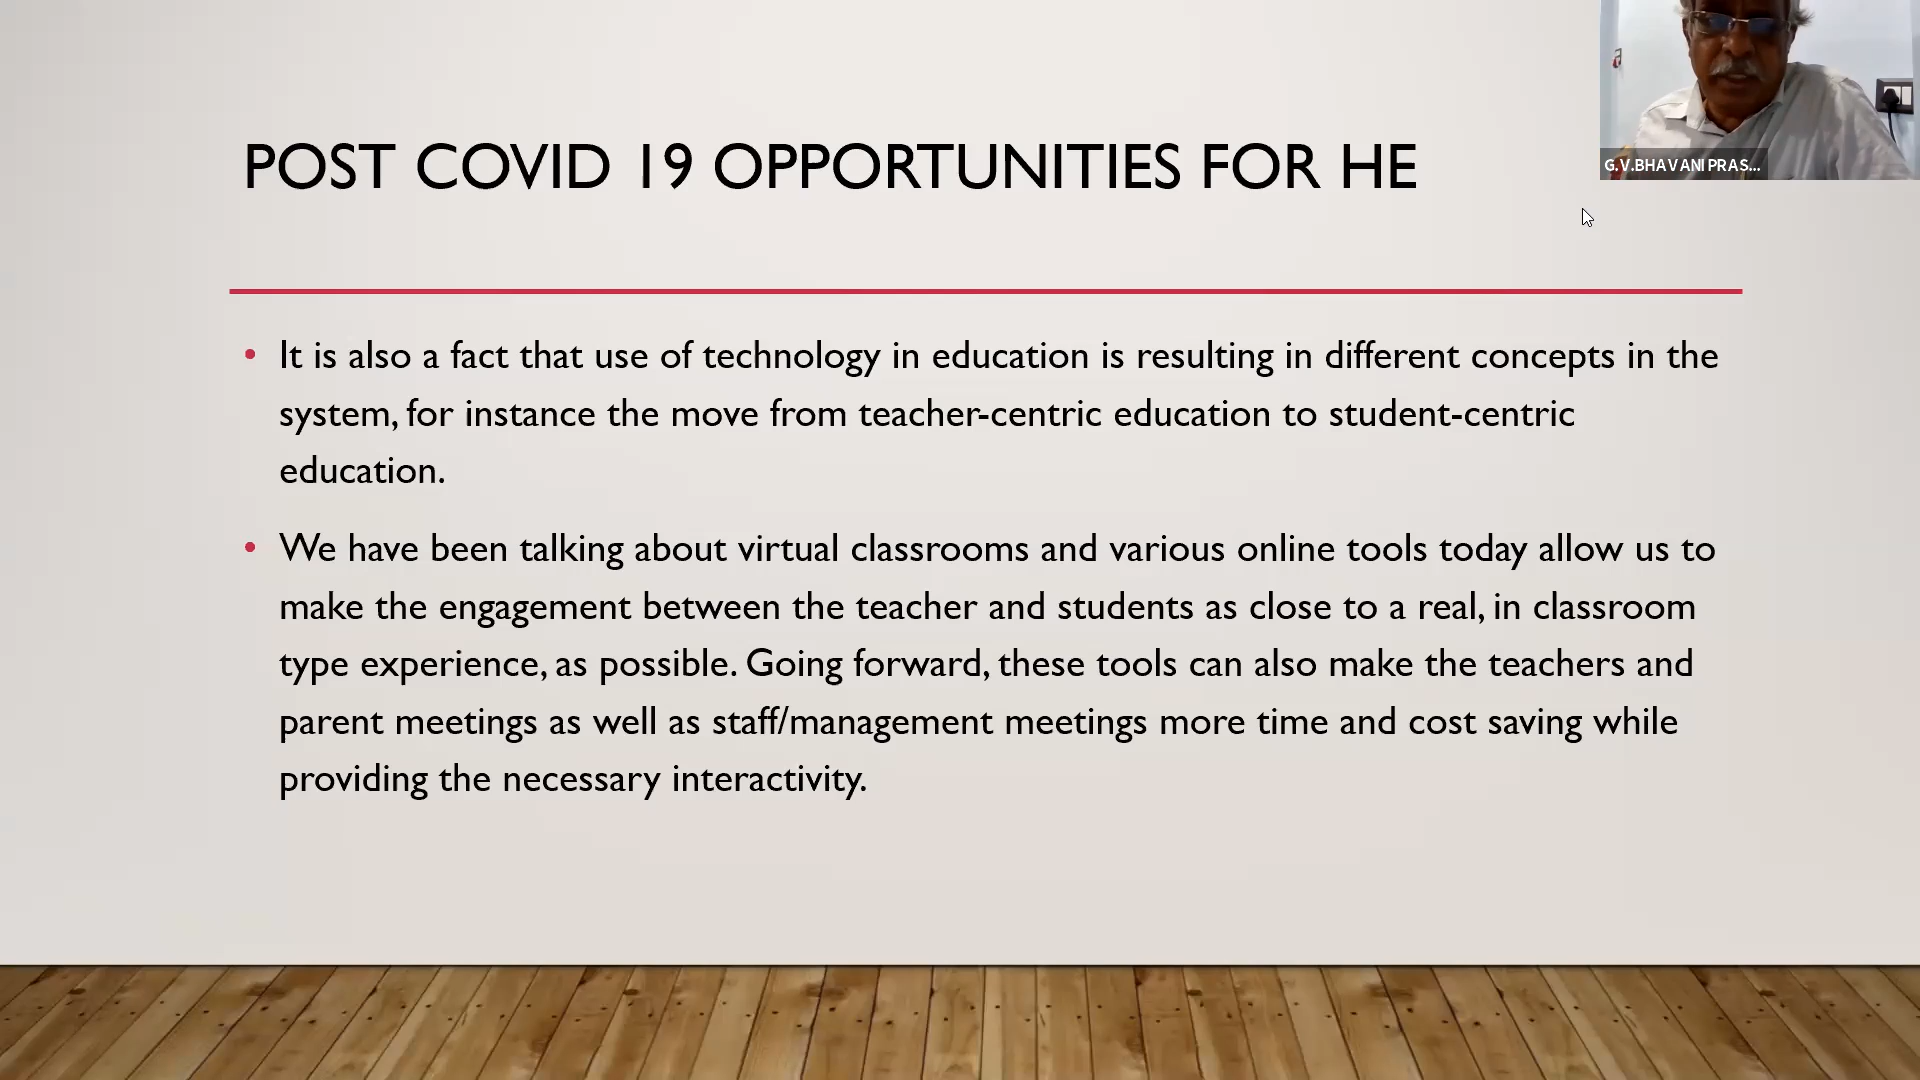 POST COVID 19 OPPORTUNITIES FOR HE
G.V.BHAVANI PRAS...
• It is also a fact that use of technology in education is resulting in different concepts in the
system, for instance the move from teacher-centric education to student-centric
education.
• We have been talking about virtual classrooms and various online tools today allow us to
make the engagement between the teacher and students as close to a real, in classroom
type experience, as possible. Going forward, these tools can also make the teachers and
parent meetings as well as staff/management meetings more time and cost saving while
providing the necessary interactivity.